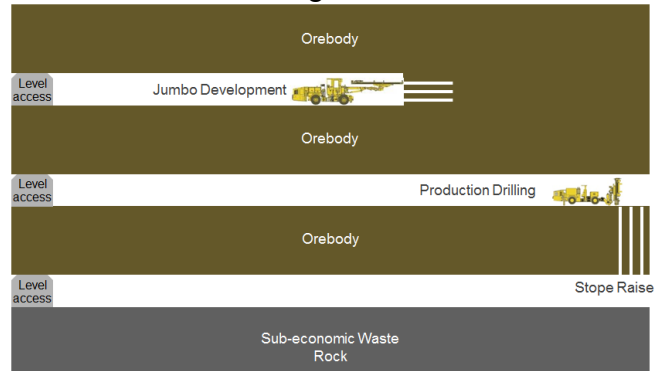 Orebody
Level
access
Jumbo Development
Orebody
Level
access
Production Drilling
Orebody
Level
access
Stope Raise
Sub-economic Waste
Rock